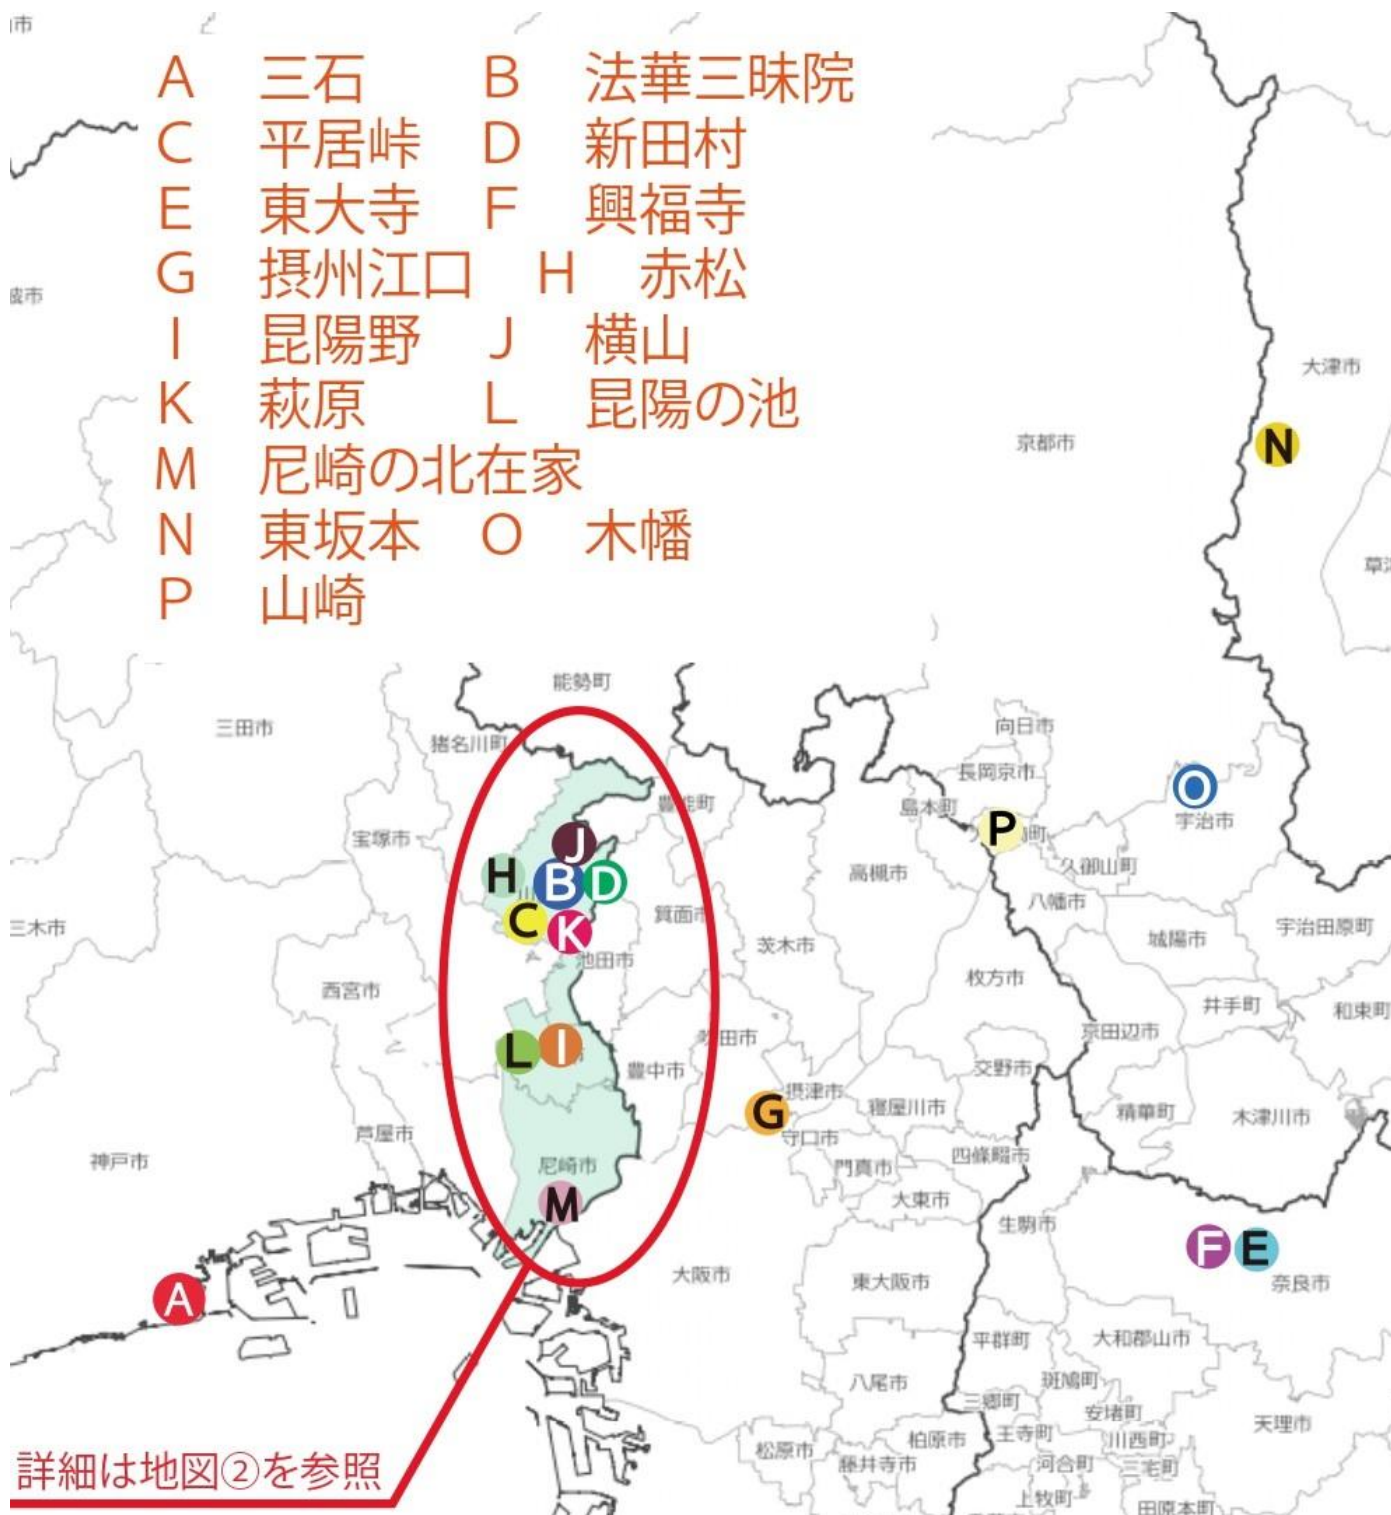 A 三石 B 法華三昧院
C 平居峠 D 新田村
E 東大寺 F 興福寺
G 摂州江口 H 赤松
I 昆陽野 J 横山
K 萩原 L 昆陽の池
M 尼崎の北在家
N 東坂本 O 木幡
P 山崎
大津市
京都市
N
能勢町
三田市
猪名川町
向日市
長岡京市
島本町
豊能町
O
宇治市
宝塚市
J
P
久御山町
H
B
D
高槻市
八幡市
C
K
箕面市
三木市
茨木市
城陽市
宇治田原町
池田市
西宮市
枚方市
井手町
和束町
京田辺市
L
I
吹田市
豊中市
交野市
摂津市
G
寝屋川市
精華町
木津川市
守口市
芦屋市
神戸市
尼崎市
門真市
四條畷市
大東市
M
生駒市
F
E
奈良市
大阪市
東大阪市
A
平群町
大和郡山市
八尾市
斑鳩町
三郷町
安堵町
天理市
松原市
柏原市
王寺町
川西町
藤井寺市
河合町
三宅町
上牧町
田原本町
詳細は地図②を参照